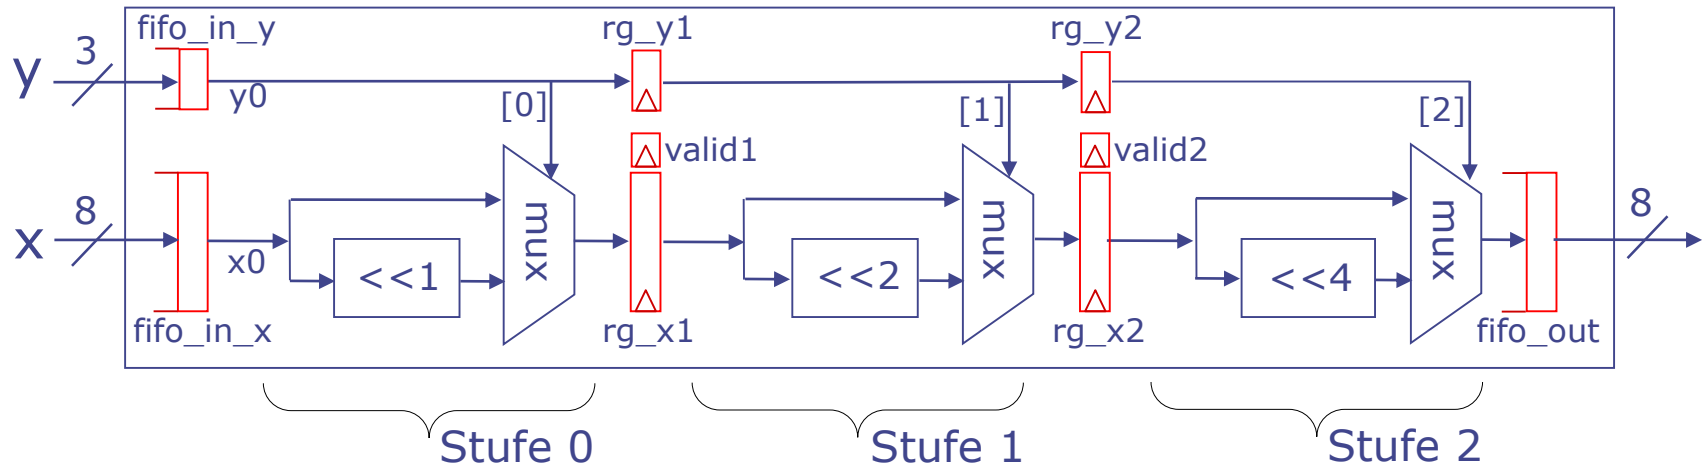 fifo_in_y
rg_y1
rg_y2
y
3
y0
[0]
[1]
[2]
valid1
valid2
x
8
x0
<<1
mux
<<2
mux
<<4
mux
8
fifo_in_x
rg_x1
rg_x2
fifo_out
Stufe 0
Stufe 1
Stufe 2